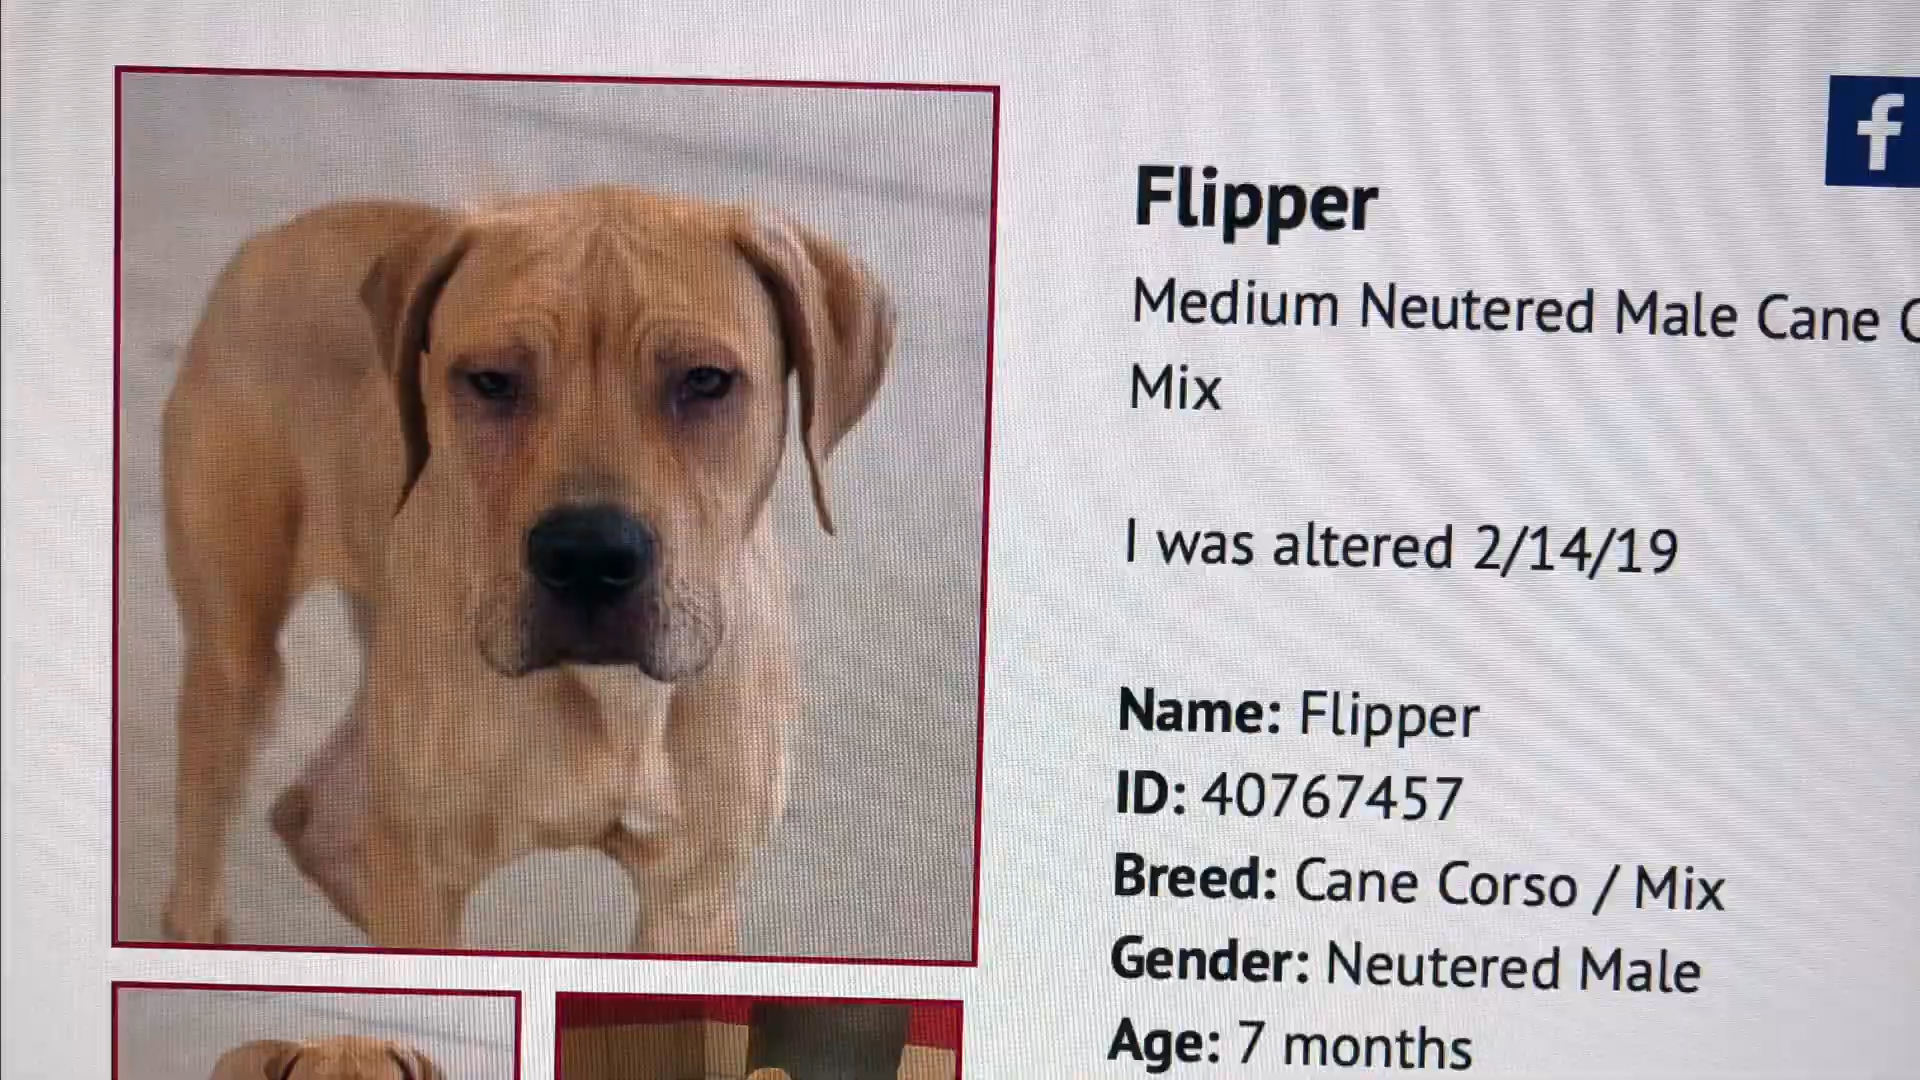 f
Flipper
Medium Neutered Male Cane
Mix
I was altered 2/14/19
Name: Flipper
ID: 40767457
Breed: Cane Corso / Mix
Gender: Neutered Male
Age: 7 months